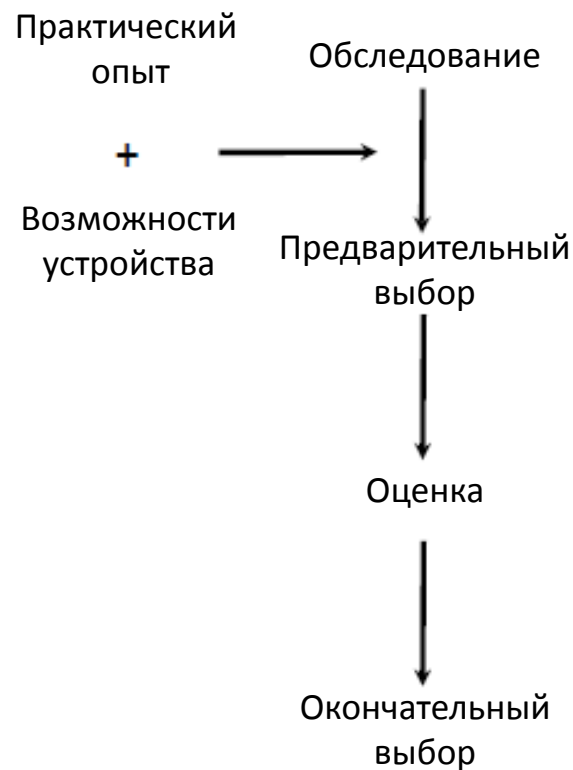 Практический
опыт
+
Возможности
устройства
Обследование
Предварительный
выбор
Оценка
Окончательный
выбор